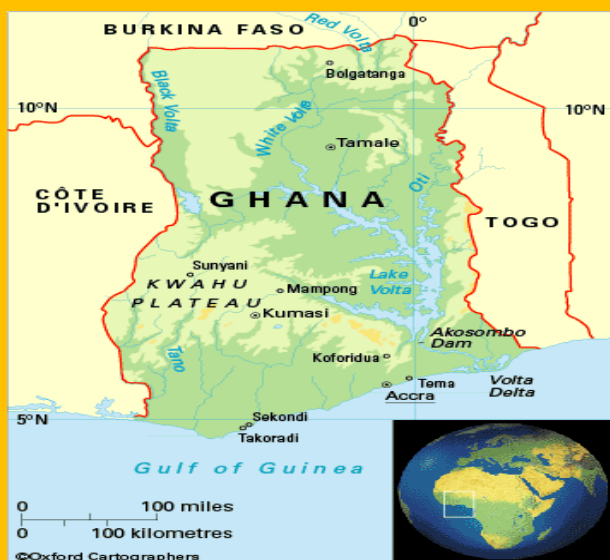 BURKINA FASO
0°
Red Volta
Bolgatanga
Black Volta
10°N
10°N
White Volta
Tamale
CÔTE
D'IVOIRE
GHANA
Oti
TOGO
Sunyani
KWAHU
PLATEAU
Mampong
Lake
Volta
Kumasi
Akosombo
Dam
Tano
Koforidua
Tema
Accra
Volta
Delta
5°N
Sekondi
Takoradi
Gulf of Guinea
0 100 miles
0 100 kilometres
©Oxford Cartographers